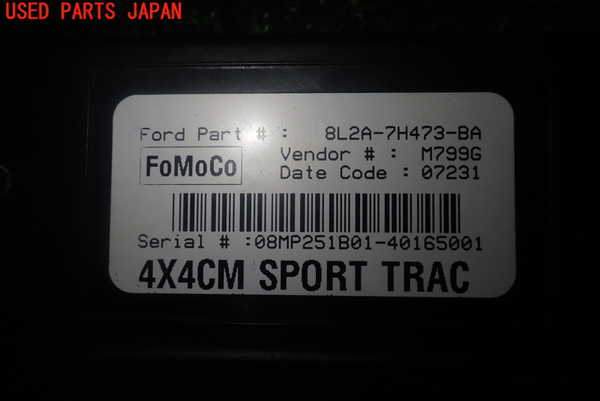 USED PARTS JAPAN
Ford Part # : 8L2A-7H473-BA
FoMoCo
Vendor # : M799G
Date Code : 07231
Serial # :08MP251B01-40165001
4X4CM SPORT TRAC